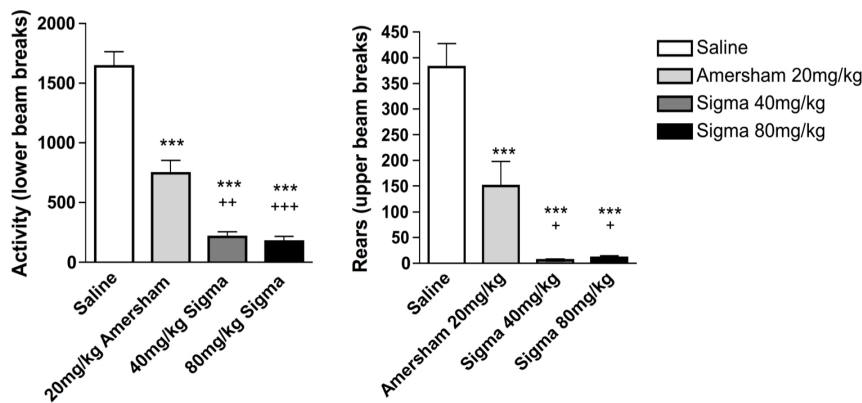 Activity (lower beam breaks)
2000
1500
1000
500
0
***
***
++
***
+++
Saline
20mg/kg Amersham
40mg/kg Sigma
80mg/kg Sigma
Rears (upper beam breaks)
450
400
350
300
250
200
150
100
50
0
***
***
+
***
+
Saline
Amersham 20mg/kg
Sigma 40mg/kg
Sigma 80mg/kg
Saline
Amersham 20mg/kg
Sigma 40mg/kg
Sigma 80mg/kg